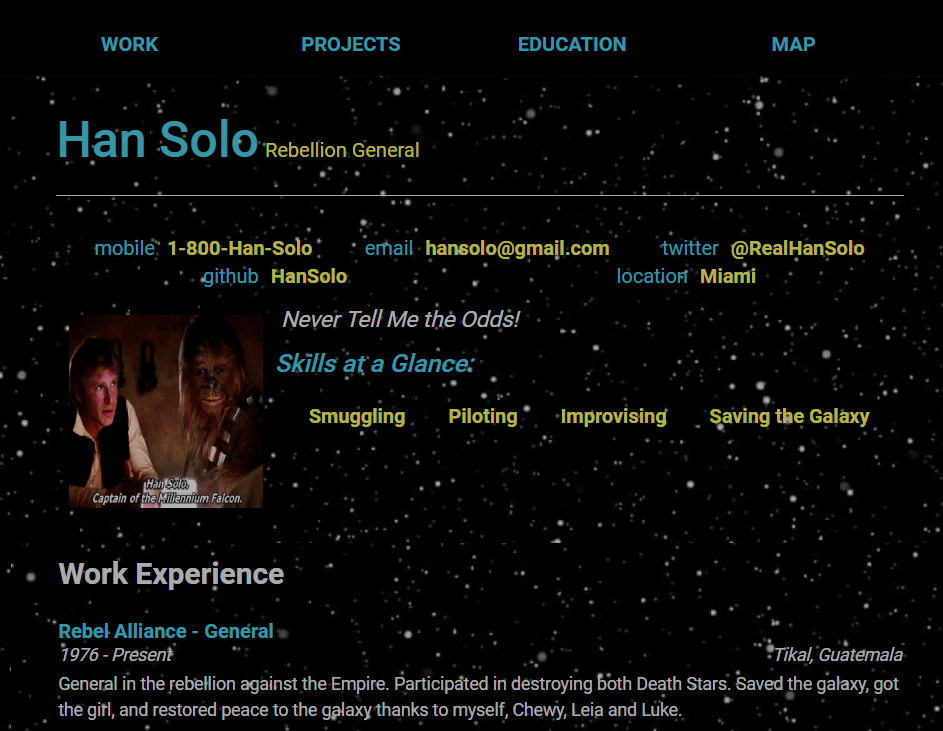 WORK PROJECTS EDUCATION MAP
Han Solo Rebellion General
mobile 1-800-Han-Solo email hansolo@gmail.com twitter @RealHanSolo
github HanSolo location Miami
Never Tell Me the Odds!
Skills at a Glance:
Smuggling Piloting Improvising Saving the Galaxy
Han Solo.
Captain of the Millennium Falcon.
Work Experience
Rebel Alliance - General
1976 - Present Tikal, Guatemala
General in the rebellion against the Empire. Participated in destroying both Death Stars. Saved the galaxy, got
the girl, and restored peace to the galaxy thanks to myself, Chewy, Leia and Luke.